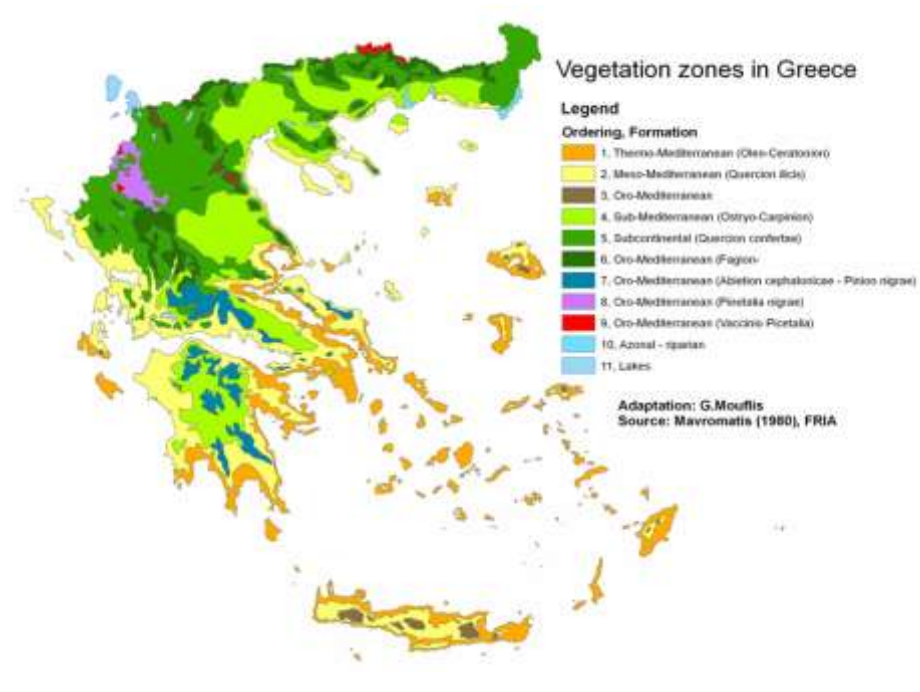 Vegetation zones in Greece
Legend
Ordering, Formation
1, Thermo-Mediterranean (Oleo-Ceratonion)
2, Meso-Mediterranean (Quercion ilicis)
3, Oro-Mediterranean
4, Sub-Mediterranean (Ostryo-Carpinion)
5, Subcontinental (Quercion confertae)
6, Oro-Mediterranean (Fagion-
7, Oro-Mediterranean (Abietion cephalonicae - Pinion nigrae)
8, Oro-Mediterranean (Pinetalia nigrae)
9, Oro-Mediterranean (Vaccinio Picetalia)
10, Azonal - riparian
11, Lakes
Adaptation: G.Mouflis
Source: Mavromatis (1980), FRIA